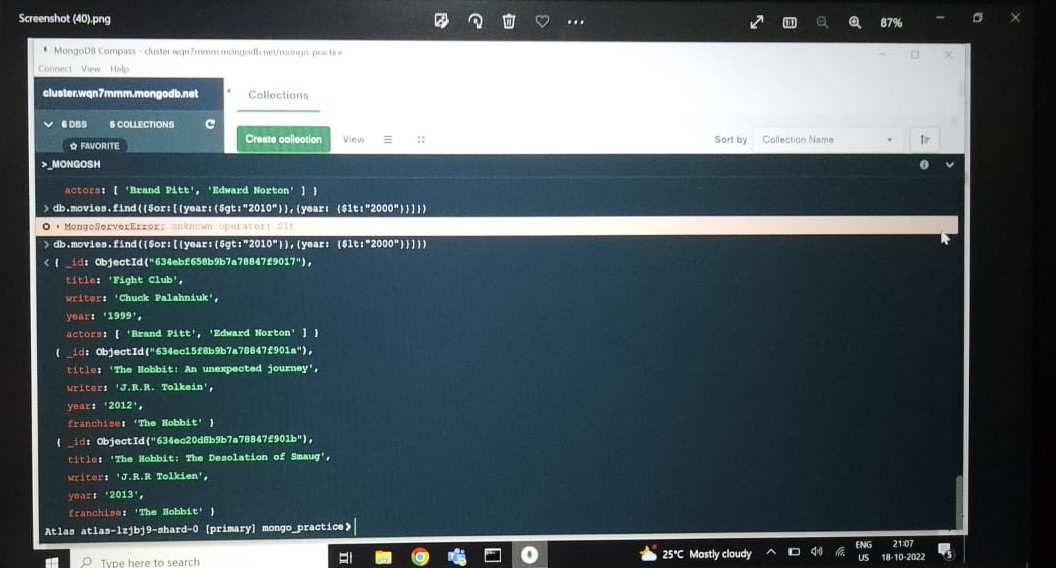 Screenshot (40).png
87%
MongoDB Compass - cluster.wqn7mmm.mongodb.net/mongo_practice
Connect View Help
cluster.wqn7mmm.mongodb.net
Collections
6 DBS 5 COLLECTIONS
FAVORITE
Create collection
View
Sort by
Collection Name
>_MONGOSH
actors: [ 'Brand Pitt', 'Edward Norton' ] }
> db.movies.find({$or:[{year:{$gt:"2010"}},{year: {$lt:"2000"}}]})
MongoServerError: unknown operator: $lt
> db.movies.find({$or:[{year:{$gt:"2010"}},{year: {$lt:"2000"}}]})
< { _id: ObjectId("634ebf658b9b7a78847f9017"),
title: 'Fight Club',
writer: 'Chuck Palahniuk',
year: '1999',
actors: [ 'Brand Pitt', 'Edward Norton' ] }
{ _id: ObjectId("634ec15f8b9b7a78847f901a"),
title: 'The Hobbit: An unexpected journey',
writer: 'J.R.R. Tolkein',
year: '2012',
franchise: 'The Hobbit' }
{ _id: ObjectId("634ec20d8b9b7a78847f901b"),
title: 'The Hobbit: The Desolation of Smaug',
writer: 'J.R.R Tolkien',
year: '2013',
franchise: 'The Hobbit' }
Atlas atlas-lzjbj9-shard-0 [primary] mongo_practice>
Type here to search
25°C Mostly cloudy
ENG
US
21:07
18-10-2022
5